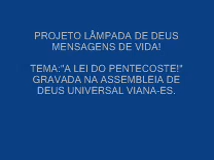 PROJETO LÂMPADA DE DEUS
MENSAGENS DE VIDA!
TEMA:"A LEI DO PENTECOSTE!"
GRAVADA NA ASSEMBLEIA DE
DEUS UNIVERSAL VIANA-ES.